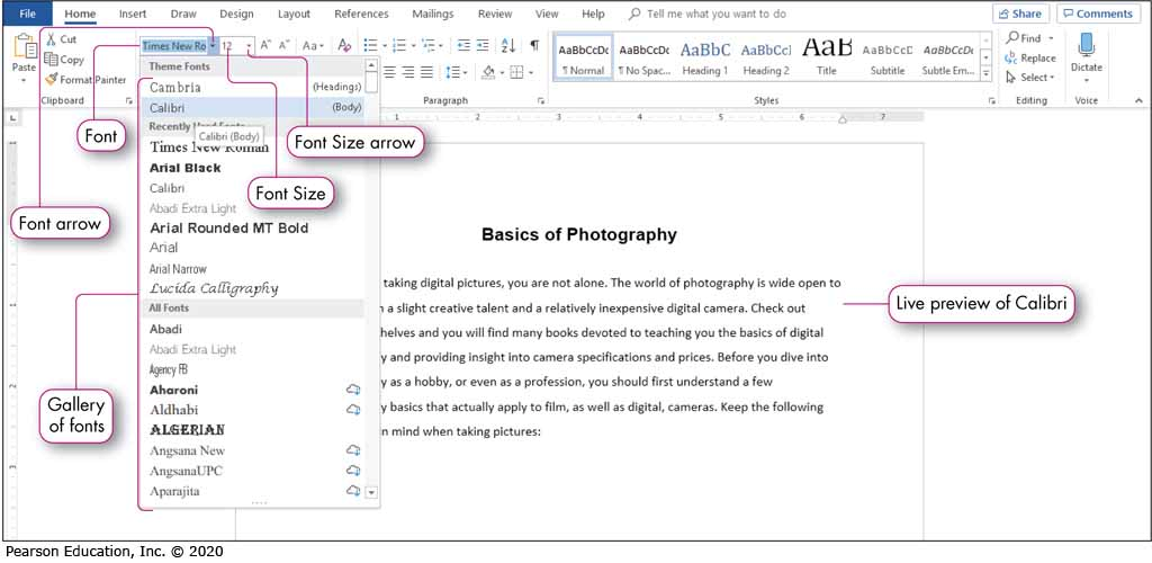 File Home Insert Draw Design Layout References Mailings Review View Help Tell me what you want to do Share Comments
Paste
Cut
Copy
Format Painter
Clipboard
Times New Ro 12
Aa
AaBbCcDc AaBbCcDc AaBbC AaBbCcl AaB AaBbCcD AaBbCcDc
¶ Normal ¶ No Spac... Heading 1 Heading 2 Title Subtitle Subtle Em...
Find
Replace
Select
Dictate
Paragraph Styles Editing Voice
1 2 3 4 5 6 7
Theme Fonts
Cambria (Headings)
Calibri (Body)
Recently Used Fonts
Calibri (Body)
Times New Roman
Arial Black
Calibri
Abadi Extra Light
Arial Rounded MT Bold
Arial
Arial Narrow
Lucida Calligraphy
All Fonts
Abadi
Abadi Extra Light
Agency FB
Aharoni
Aldhabi
ALGERIAN
Angsana New
AngsanaUPC
Aparajita
Font
Font Size arrow
Font Size
Font arrow
Gallery
of fonts
Live preview of Calibri
Basics of Photography
taking digital pictures, you are not alone. The world of photography is wide open to
a slight creative talent and a relatively inexpensive digital camera. Check out
helves and you will find many books devoted to teaching you the basics of digital
y and providing insight into camera specifications and prices. Before you dive into
y as a hobby, or even as a profession, you should first understand a few
y basics that actually apply to film, as well as digital, cameras. Keep the following
n mind when taking pictures:
Pearson Education, Inc. © 2020